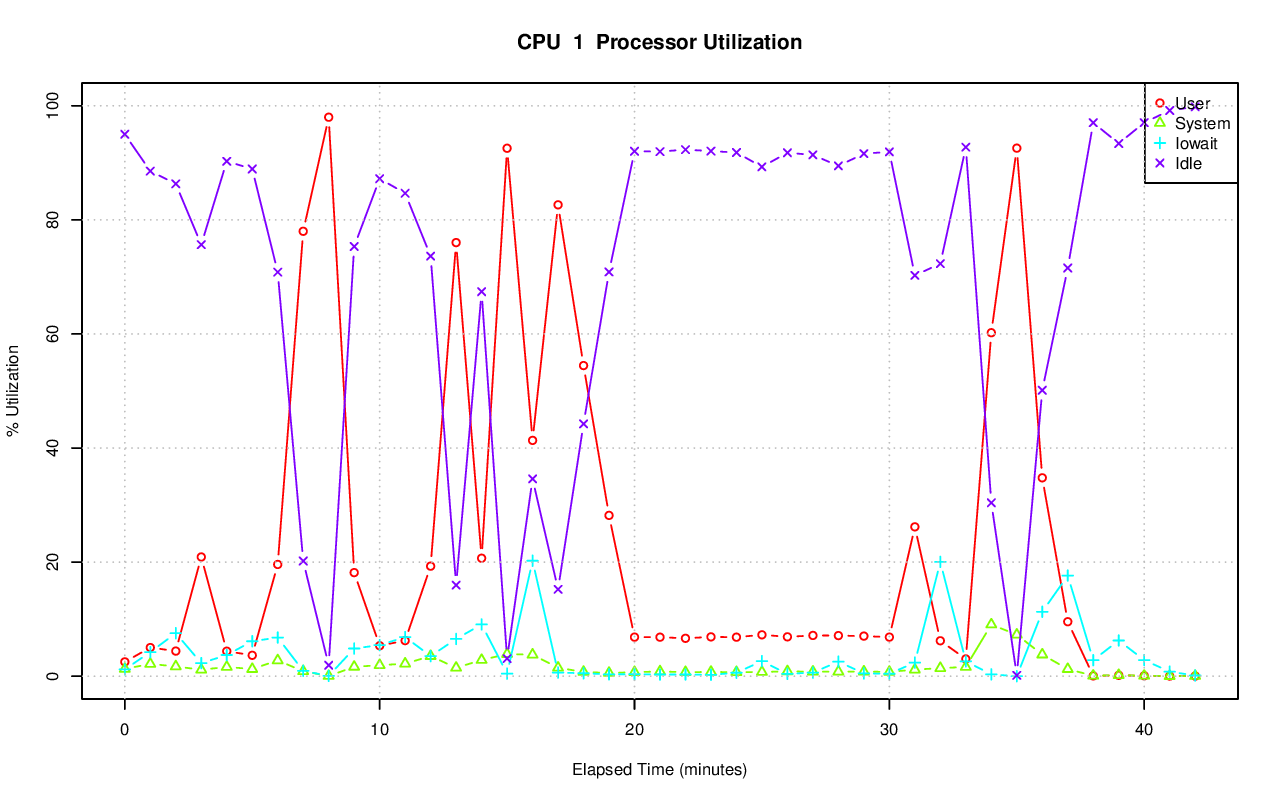 CPU  1  Processor Utilization
100
80
60
40
20
0
% Utilization
User
System
Iowait
Idle
0 10 20 30 40
Elapsed Time (minutes)